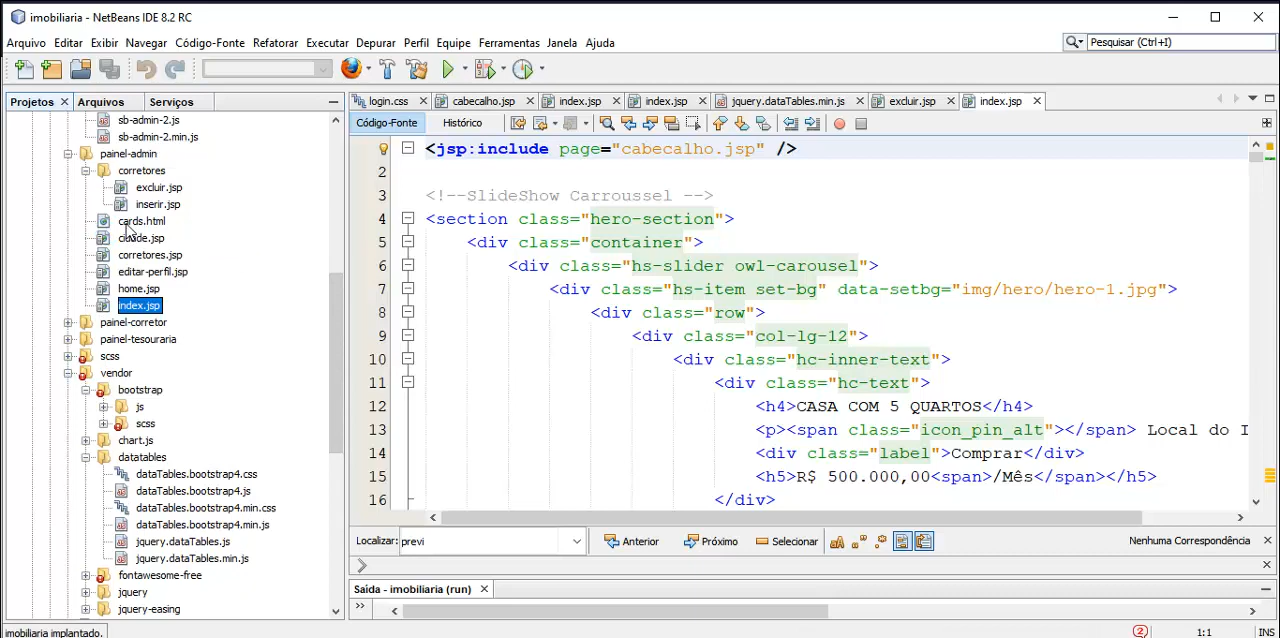 imobiliaria - NetBeans IDE 8.2 RC
Arquivo Editar Exibir Navegar Código-Fonte Refatorar Executar Depurar Perfil Equipe Ferramentas Janela Ajuda
Pesquisar (Ctrl+I)
Projetos Arquivos Serviços
login.css cabecalho.jsp index.jsp index.jsp jquery.dataTables.min.js excluir.jsp index.jsp
Código-Fonte Histórico
sb-admin-2.js
sb-admin-2.min.js
painel-admin
corretores
excluir.jsp
inserir.jsp
cards.html
corretores.jsp
editar-perfil.jsp
home.jsp
index.jsp
painel-corretor
painel-tesouraria
scss
vendor
bootstrap
js
scss
chart.js
datatables
dataTables.bootstrap4.css
dataTables.bootstrap4.js
dataTables.bootstrap4.min.css
dataTables.bootstrap4.min.js
jquery.dataTables.js
jquery.dataTables.min.js
fontawesome-free
jquery
jquery-easing
<jsp:include page="cabecalho.jsp" />
2
3 <!--SlideShow Carroussel -->
4 <section class="hero-section">
5 <div class="container">
6 <div class="hs-slider owl-carousel">
7 <div class="hs-item set-bg" data-setbg="img/hero/hero-1.jpg">
8 <div class="row">
9 <div class="col-lg-12">
10 <div class="hc-inner-text">
11 <div class="hc-text">
12 <h4>CASA COM 5 QUARTOS</h4>
13 <p><span class="icon_pin_alt"></span> Local do I
14 <div class="label">Comprar</div>
15 <h5>R$ 500.000,00<span>/Mês</span></h5>
16 </div>
Localizar: previ Anterior Próximo Selecionar Nenhuma Correspondência
Saída - imobiliaria (run)
imobiliaria implantado. 2 1:1 INS